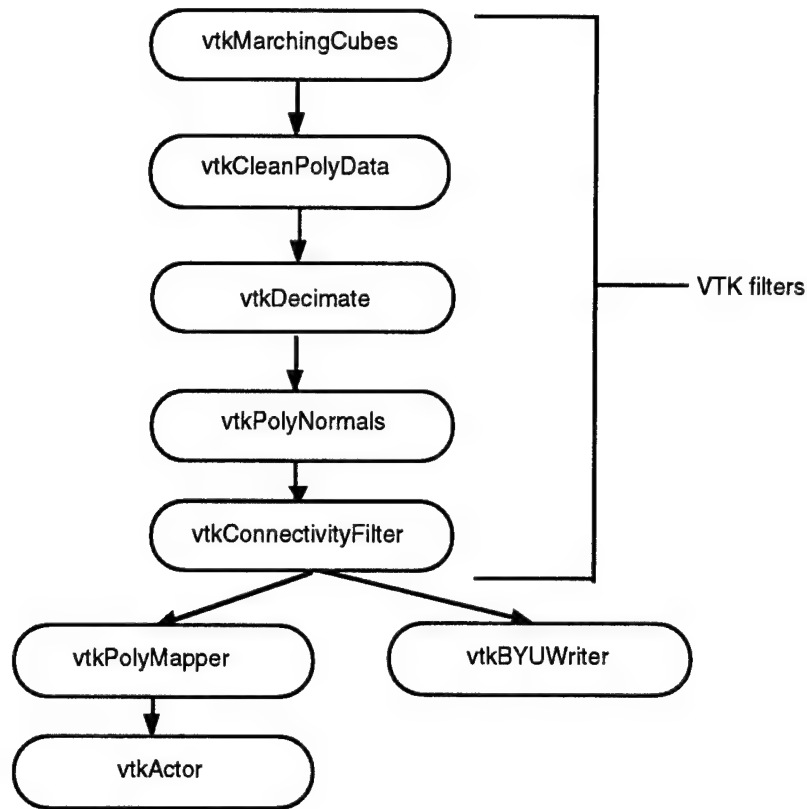 vtkMarchingCubes
vtkCleanPolyData
vtkDecimate
VTK filters
vtkPolyNormals
vtkConnectivityFilter
vtkPolyMapper
vtkBYUWriter
vtkActor